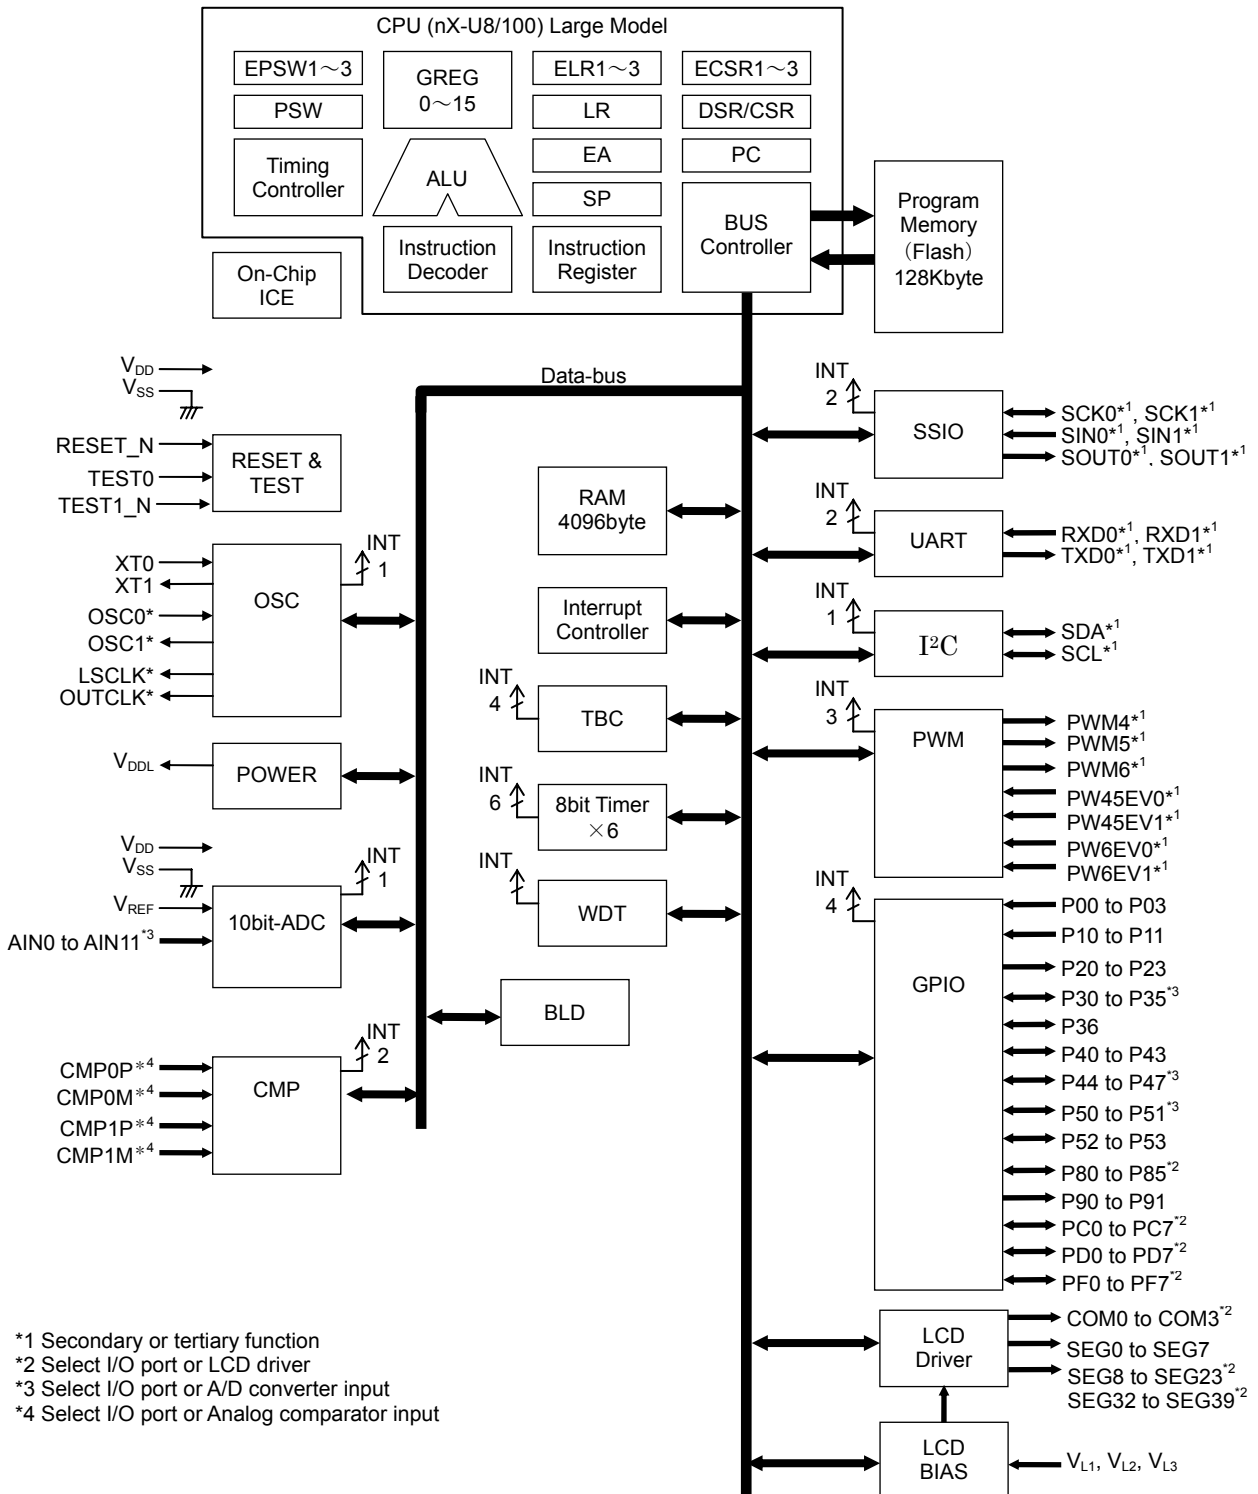 CPU (nX-U8/100) Large Model
EPSW1～3
GREG
0～15
ELR1～3
ECSR1～3
PSW
LR
DSR/CSR
Timing
Controller
ALU
EA
PC
SP
BUS
Controller
Program
Memory
(Flash)
128Kbyte
Instruction
Decoder
Instruction
Register
On-Chip
ICE
VDD
VSS
Data-bus
RESET_N
TEST0
TEST1_N
RESET &
TEST
XT0
XT1
OSC0*
OSC1*
LSCLK*
OUTCLK*
OSC
INT
1
VDDL
POWER
VDD
VSS
VREF
AIN0 to AIN11*3
10bit-ADC
INT
1
CMP0P*4
CMP0M*4
CMP1P*4
CMP1M*4
CMP
INT
2
RAM
4096byte
Interrupt
Controller
INT
4
TBC
INT
6
8bit Timer
×6
INT
1
WDT
BLD
INT
2
SSIO
SCK0*1, SCK1*1
SIN0*1, SIN1*1
SOUT0*1, SOUT1*1
INT
2
UART
RXD0*1, RXD1*1
TXD0*1, TXD1*1
INT
1
I2C
SDA*1
SCL*1
INT
3
PWM
PWM4*1
PWM5*1
PWM6*1
PW45EV0*1
PW45EV1*1
PW6EV0*1
PW6EV1*1
INT
4
GPIO
P00 to P03
P10 to P11
P20 to P23
P30 to P35*3
P36
P40 to P43
P44 to P47*3
P50 to P51*3
P52 to P53
P80 to P85*2
P90 to P91
PC0 to PC7*2
PD0 to PD7*2
PF0 to PF7*2
LCD
Driver
COM0 to COM3*2
SEG0 to SEG7
SEG8 to SEG23*2
SEG32 to SEG39*2
LCD
BIAS
VL1, VL2, VL3
*1 Secondary or tertiary function
*2 Select I/O port or LCD driver
*3 Select I/O port or A/D converter input
*4 Select I/O port or Analog comparator input